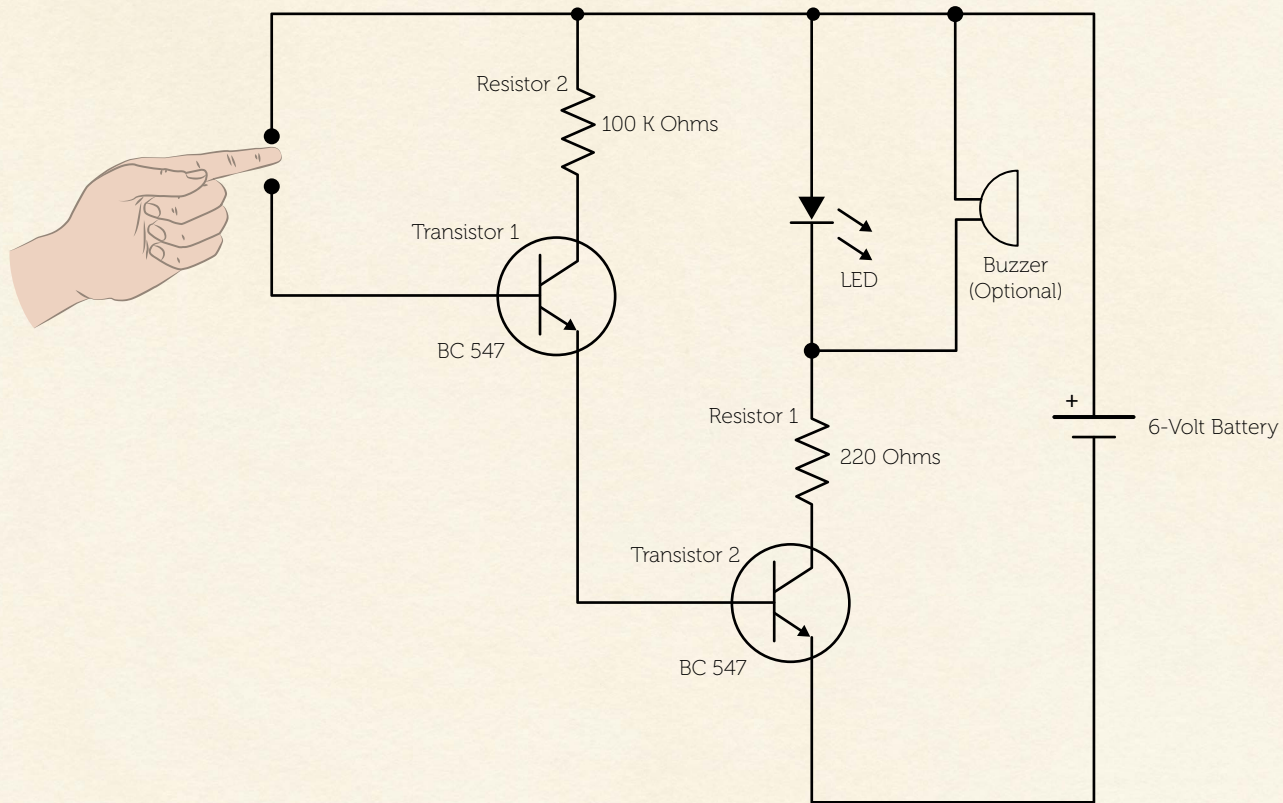 Resistor 2
100 K Ohms
Transistor 1
BC 547
LED
Buzzer
(Optional)
+
6-Volt Battery
Resistor 1
220 Ohms
Transistor 2
BC 547